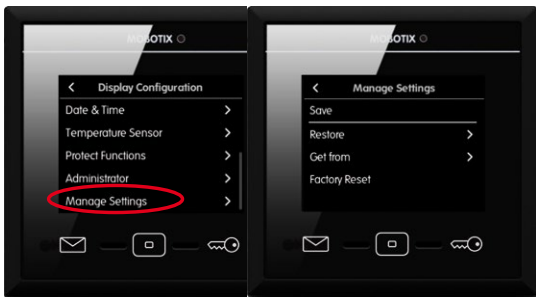 MOBOTIX
Display Configuration
Date & Time
Temperature Sensor
Protect Functions
Administrator
Manage Settings
MOBOTIX
Manage Settings
Save
Restore
Get from
Factory Reset